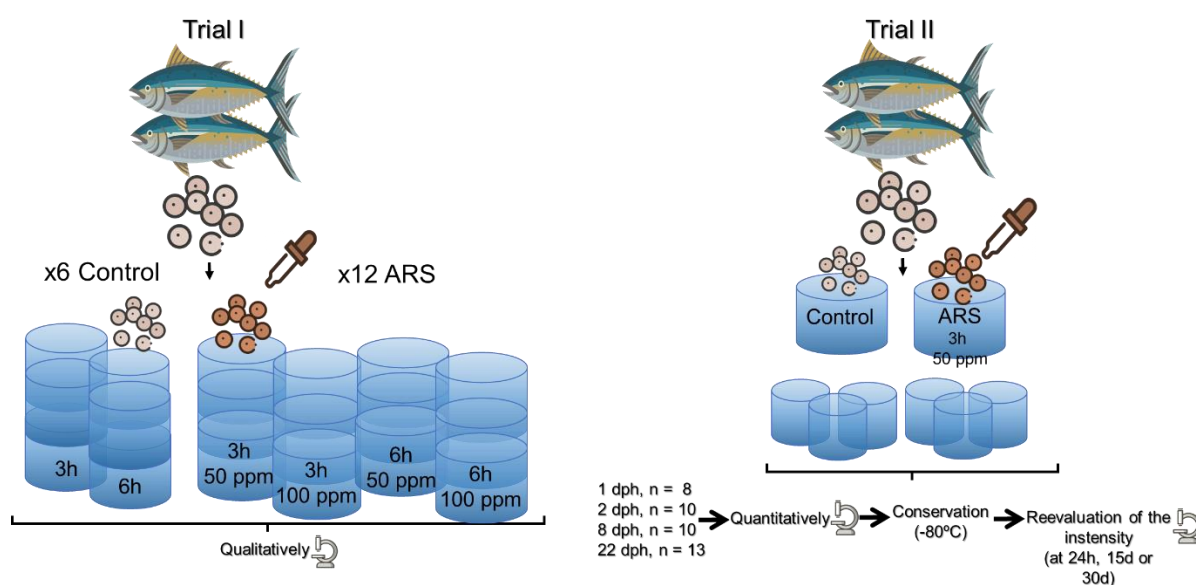 Trial I
x6 Control
x12 ARS
3h
6h
3h
50 ppm
3h
100 ppm
6h
50 ppm
6h
100 ppm
Qualitatively
Trial II
Control
ARS
3h
50 ppm
1 dph, n = 8
2 dph, n = 10
8 dph, n = 10
22 dph, n = 13
Quantitatively
Conservation
(-80ºC)
Reevaluation of the
instensity
(at 24h, 15d or
30d)